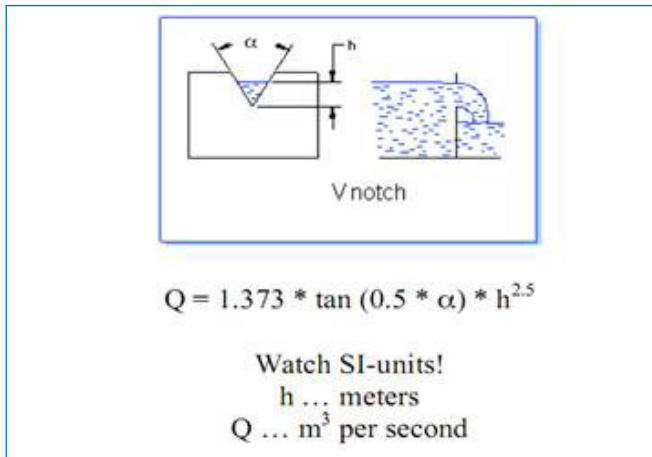 α
h
V notch
Q = 1.373 * tan (0.5 * α) * h^2.5
Watch SI-units!
h … meters
Q … m³ per second